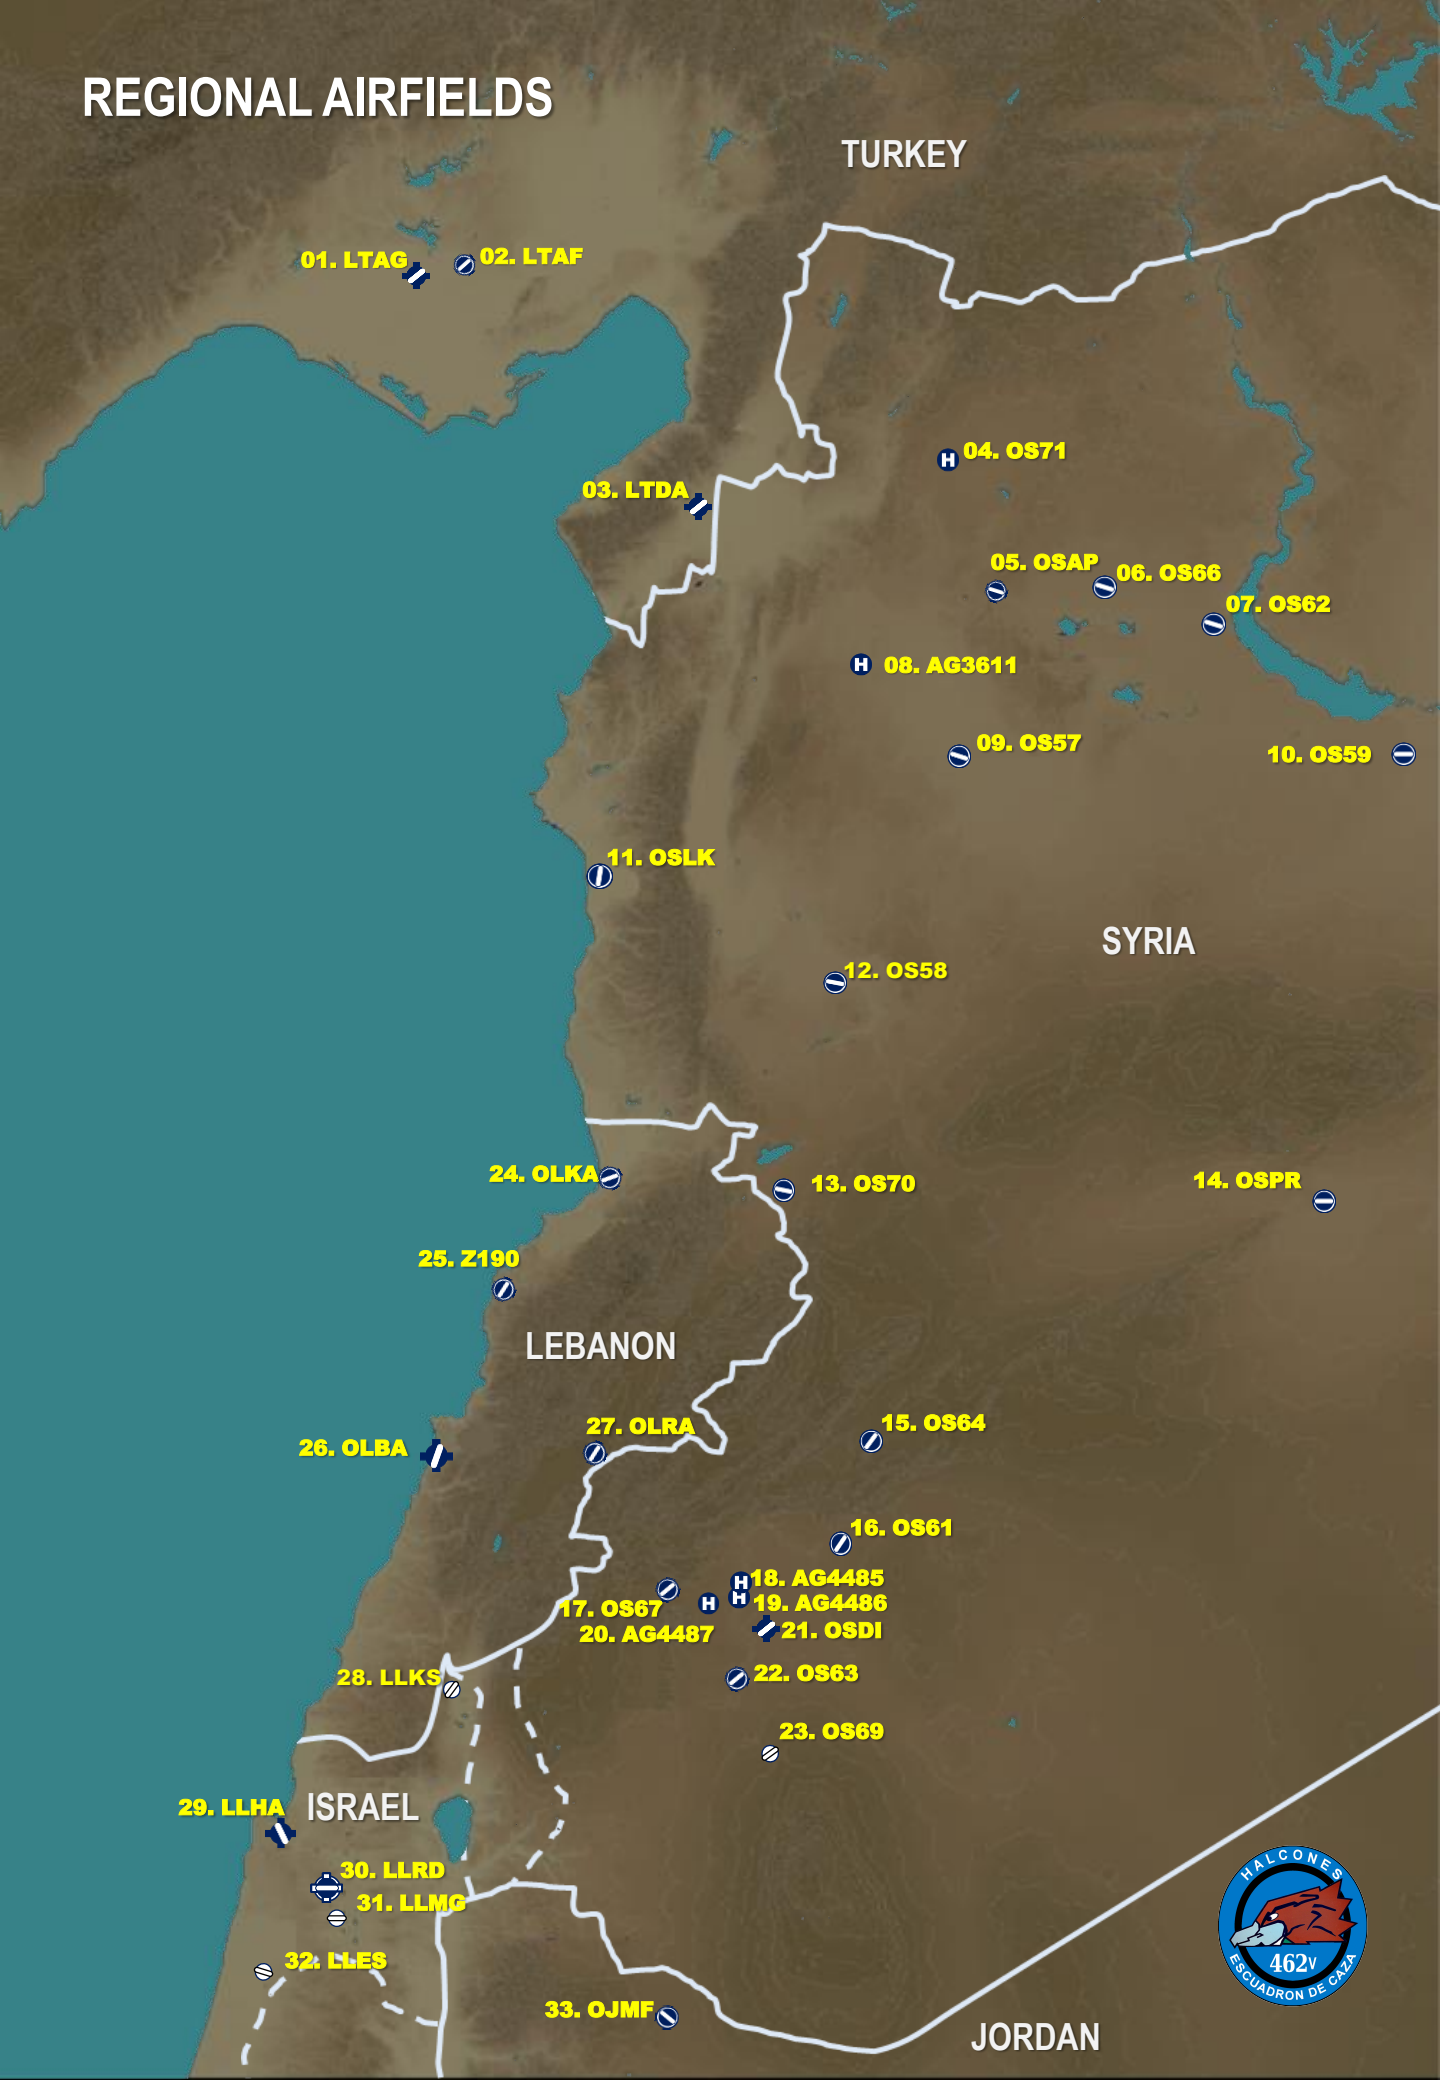 REGIONAL AIRFIELDS
TURKEY
01. LTAG
02. LTAF
04. OS71
03. LTDA
05. OSAP
06. OS66
07. OS62
08. AG3611
09. OS57
10. OS59
11. OSLK
SYRIA
12. OS58
24. OLKA
13. OS70
14. OSPR
25. Z190
LEBANON
15. OS64
27. OLRA
26. OLBA
16. OS61
H 18. AG4485
17. OS67
H
H 19. AG4486
20. AG4487
21. OSDI
22. OS63
28. LLKS
23. OS69
29. LLHA
ISRAEL
30. LLRD
31. LLMG
32. LLES
33. OJMF
JORDAN
HALCONES
462V
ESCUADRON DE CAZA
H
H